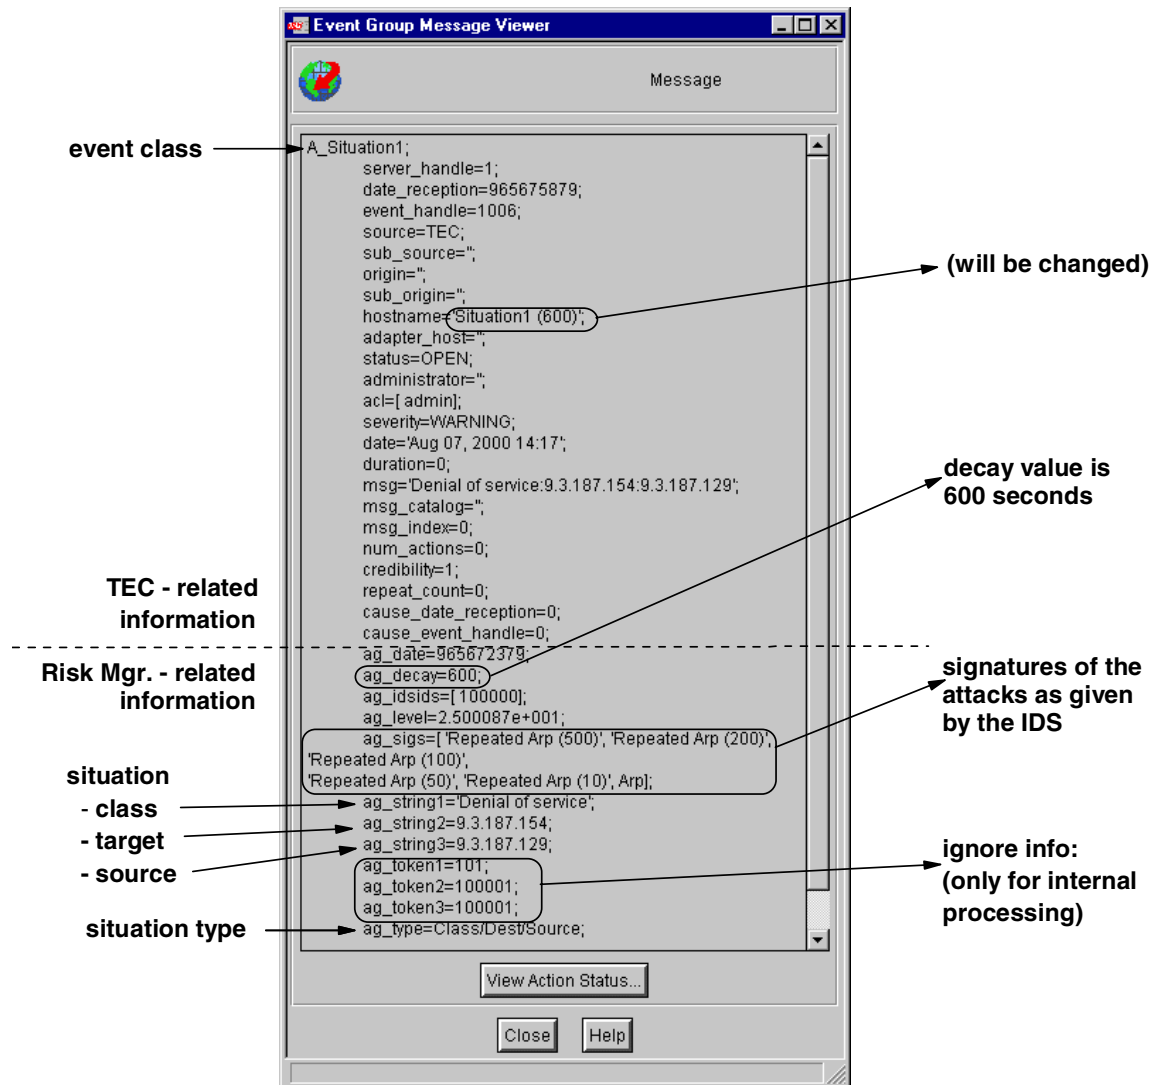 Event Group Message Viewer
Message
event class
A_Situation1;
server_handle=1;
date_reception=965675879;
event_handle=1006;
source=TEC;
sub_source='';
origin='';
sub_origin='';
hostname='Situation1 (600)';
(will be changed)
adapter_host='';
status=OPEN;
administrator='';
acl=[ admin];
severity=WARNING;
date='Aug 07, 2000 14:17';
duration=0;
msg='Denial of service:9.3.187.154:9.3.187.129';
decay value is
600 seconds
msg_catalog='';
msg_index=0;
num_actions=0;
credibility=1;
repeat_count=0;
cause_date_reception=0;
cause_event_handle=0;
TEC - related
information
Risk Mgr. - related
information
ag_date=965672379;
ag_decay=600;
ag_idsids=[ 100000];
ag_level=2.500087e+001;
signatures of the
attacks as given
by the IDS
ag_sigs=[ 'Repeated Arp (500)', 'Repeated Arp (200)',
'Repeated Arp (100)',
'Repeated Arp (50)', 'Repeated Arp (10)', Arp];
situation
- class
- target
- source
ag_string1='Denial of service';
ag_string2=9.3.187.154;
ag_string3=9.3.187.129;
ag_token1=101;
ag_token2=100001;
ag_token3=100001;
ignore info:
(only for internal
processing)
situation type
ag_type=Class/Dest/Source;
View Action Status...
Close
Help